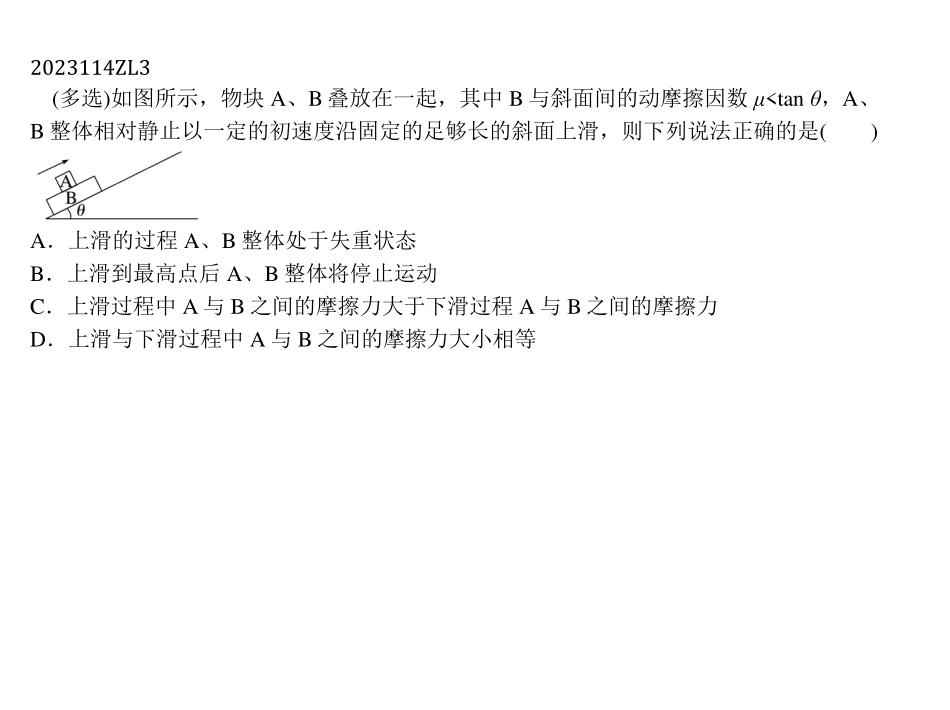 2023114ZL3
(多选)如图所示，物块 A、B 叠放在一起，其中 B 与斜面间的动摩擦因数 μ<tan θ，A、
B 整体相对静止以一定的初速度沿固定的足够长的斜面上滑，则下列说法正确的是(　　)
A
B
θ
A．上滑的过程 A、B 整体处于失重状态
B．上滑到最高点后 A、B 整体将停止运动
C．上滑过程中 A 与 B 之间的摩擦力大于下滑过程 A 与 B 之间的摩擦力
D．上滑与下滑过程中 A 与 B 之间的摩擦力大小相等